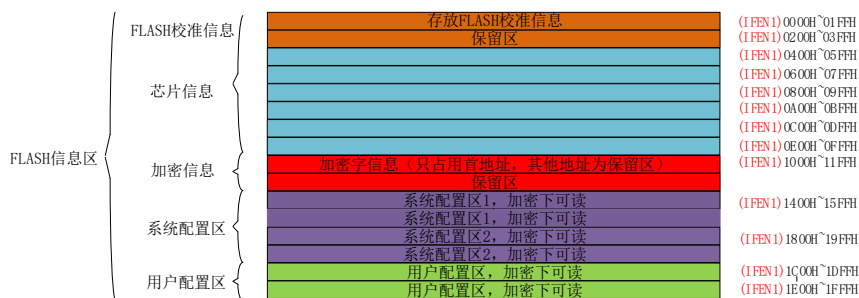 FLASH信息区
FLASH校准信息
存放FLASH校准信息 (IFEN1)0000H~01FFH
保留区 (IFEN1)0200H~03FFH
芯片信息
(IFEN1)0400H~05FFH
(IFEN1)0600H~07FFH
(IFEN1)0800H~09FFH
(IFEN1)0A00H~0BFFH
(IFEN1)0C00H~0DFFH
(IFEN1)0E00H~0FFFH
加密信息
加密字信息（只占用首地址，其他地址为保留区） (IFEN1)1000H~11FFH
保留区
系统配置区
系统配置区1，加密下可读 (IFEN1)1400H~15FFH
系统配置区1，加密下可读
系统配置区2，加密下可读 (IFEN1)1800H~19FFH
系统配置区2，加密下可读
用户配置区
用户配置区，加密下可读 (IFEN1)1C00H~1DFFH
用户配置区，加密下可读 (IFEN1)1E00H~1FFFH